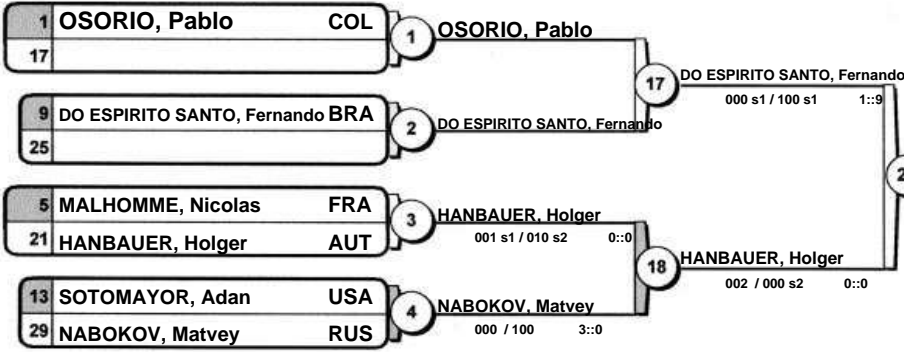 1 OSORIO, Pablo COL
17
1 OSORIO, Pablo
9 DO ESPIRITO SANTO, Fernando BRA
25
2 DO ESPIRITO SANTO, Fernando
17 DO ESPIRITO SANTO, Fernando
000 s1 / 100 s1 1::9
5 MALHOMME, Nicolas FRA
21 HANBAUER, Holger AUT
3 HANBAUER, Holger
001 s1 / 010 s2 0::0
13 SOTOMAYOR, Adan USA
29 NABOKOV, Matvey RUS
4 NABOKOV, Matvey
000 / 100 3::0
18 HANBAUER, Holger
002 / 000 s2 0::0